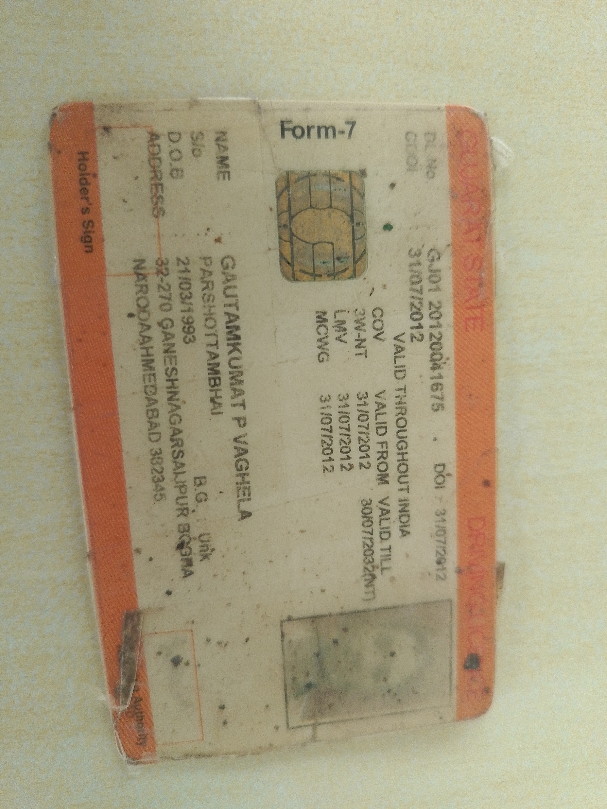 GUJARAT STATE DRIVING LICENCE
DL No GJ01 20120041675 DOI - 31/07/2012
CDOI 31/07/2012
VALID THROUGHOUT INDIA
COV VALID FROM VALID TILL
3W-NT 31/07/2012 30/07/2032(NT)
LMV 31/07/2012
MCWG 31/07/2012
Form-7
NAME GAUTAMKUMAT P VAGHELA
S/o PARSHOTTAMBHAI B.G. Unk
D.O.B 21/03/1993
ADDRESS 32-270 GANESHNAGARSAIJPUR BOGHA
NARODAAHMEDABAD 382345
Holder's Sign
Authority